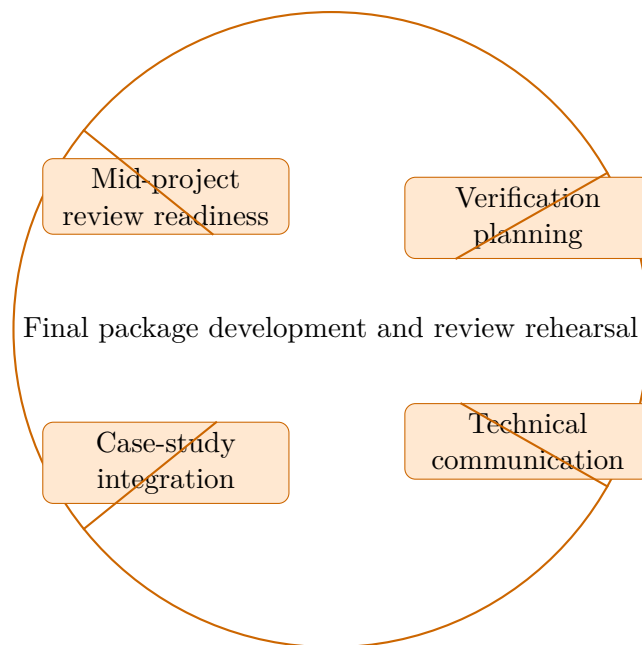 Mid-project
review readiness
Verification
planning
Final package development and review rehearsal
Case-study
integration
Technical
communication